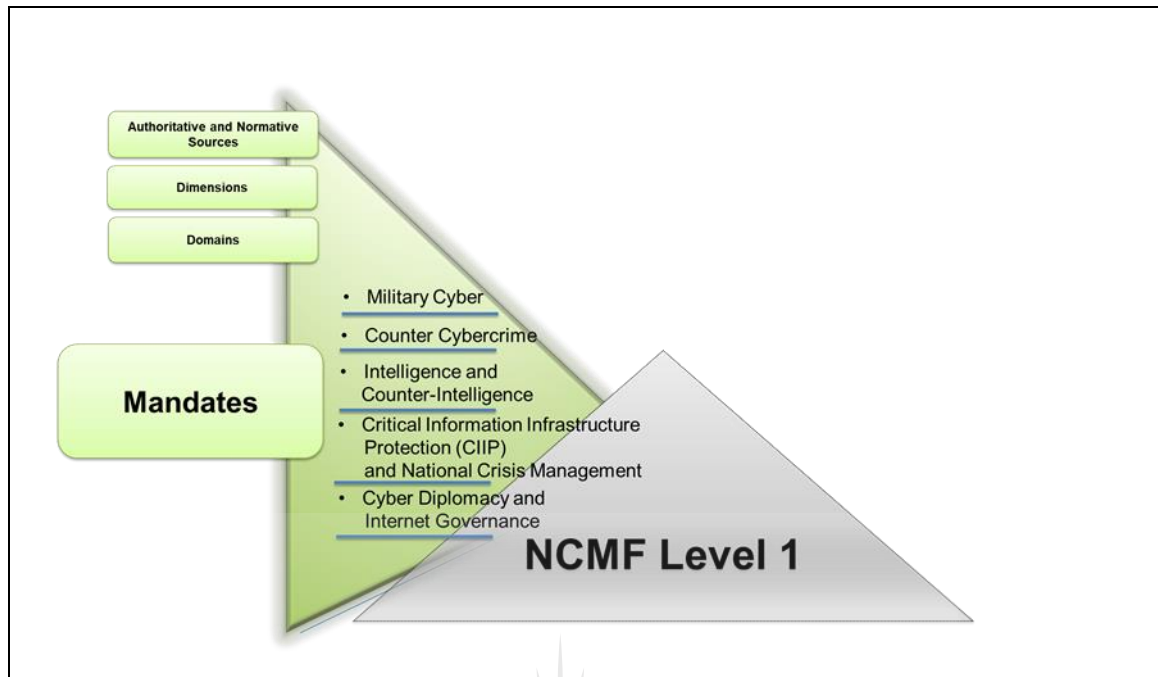 Authoritative and Normative
Sources
Dimensions
Domains
Mandates
• Military Cyber
• Counter Cybercrime
• Intelligence and
Counter-Intelligence
• Critical Information Infrastructure
Protection (CIIP)
and National Crisis Management
• Cyber Diplomacy and
Internet Governance
NCMF Level 1